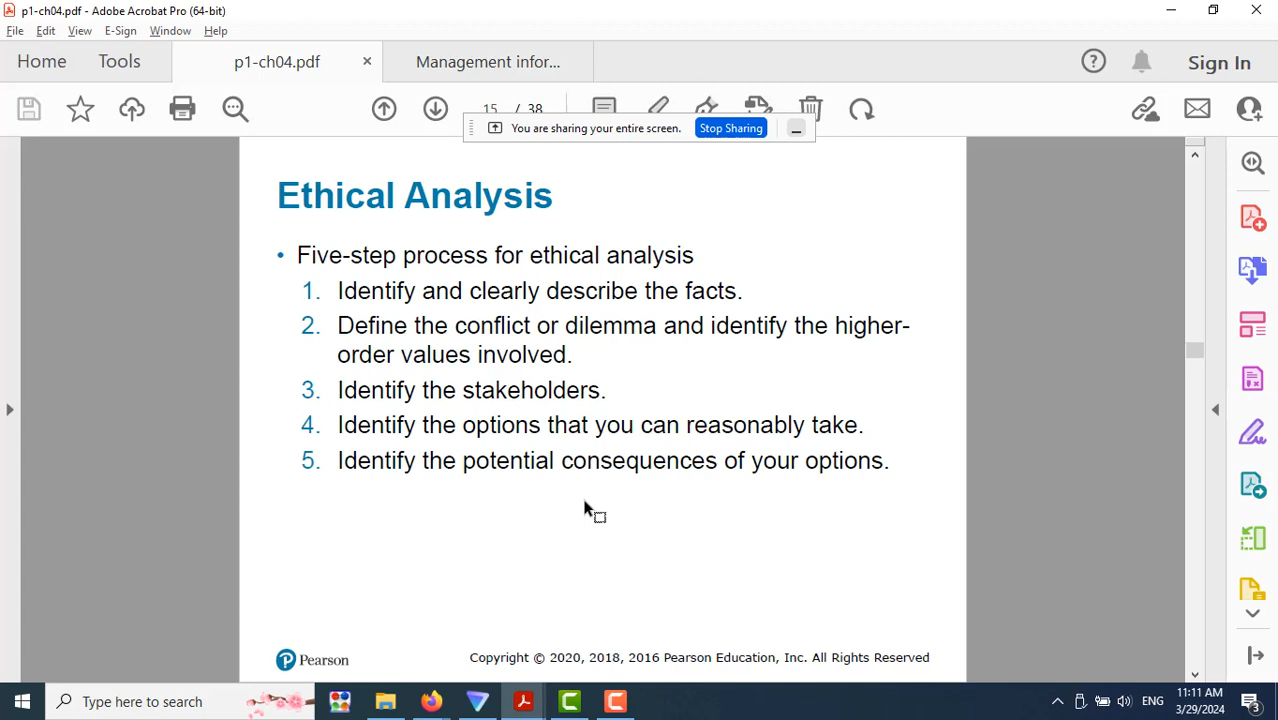 p1-ch04.pdf - Adobe Acrobat Pro (64-bit)
File Edit View E-Sign Window Help
Home Tools p1-ch04.pdf × Management infor... Sign In
15 / 38
You are sharing your entire screen. Stop Sharing
Ethical Analysis
• Five-step process for ethical analysis
1. Identify and clearly describe the facts.
2. Define the conflict or dilemma and identify the higher-
order values involved.
3. Identify the stakeholders.
4. Identify the options that you can reasonably take.
5. Identify the potential consequences of your options.
Pearson Copyright © 2020, 2018, 2016 Pearson Education, Inc. All Rights Reserved
Type here to search ENG 11:11 AM
3/29/2024 3